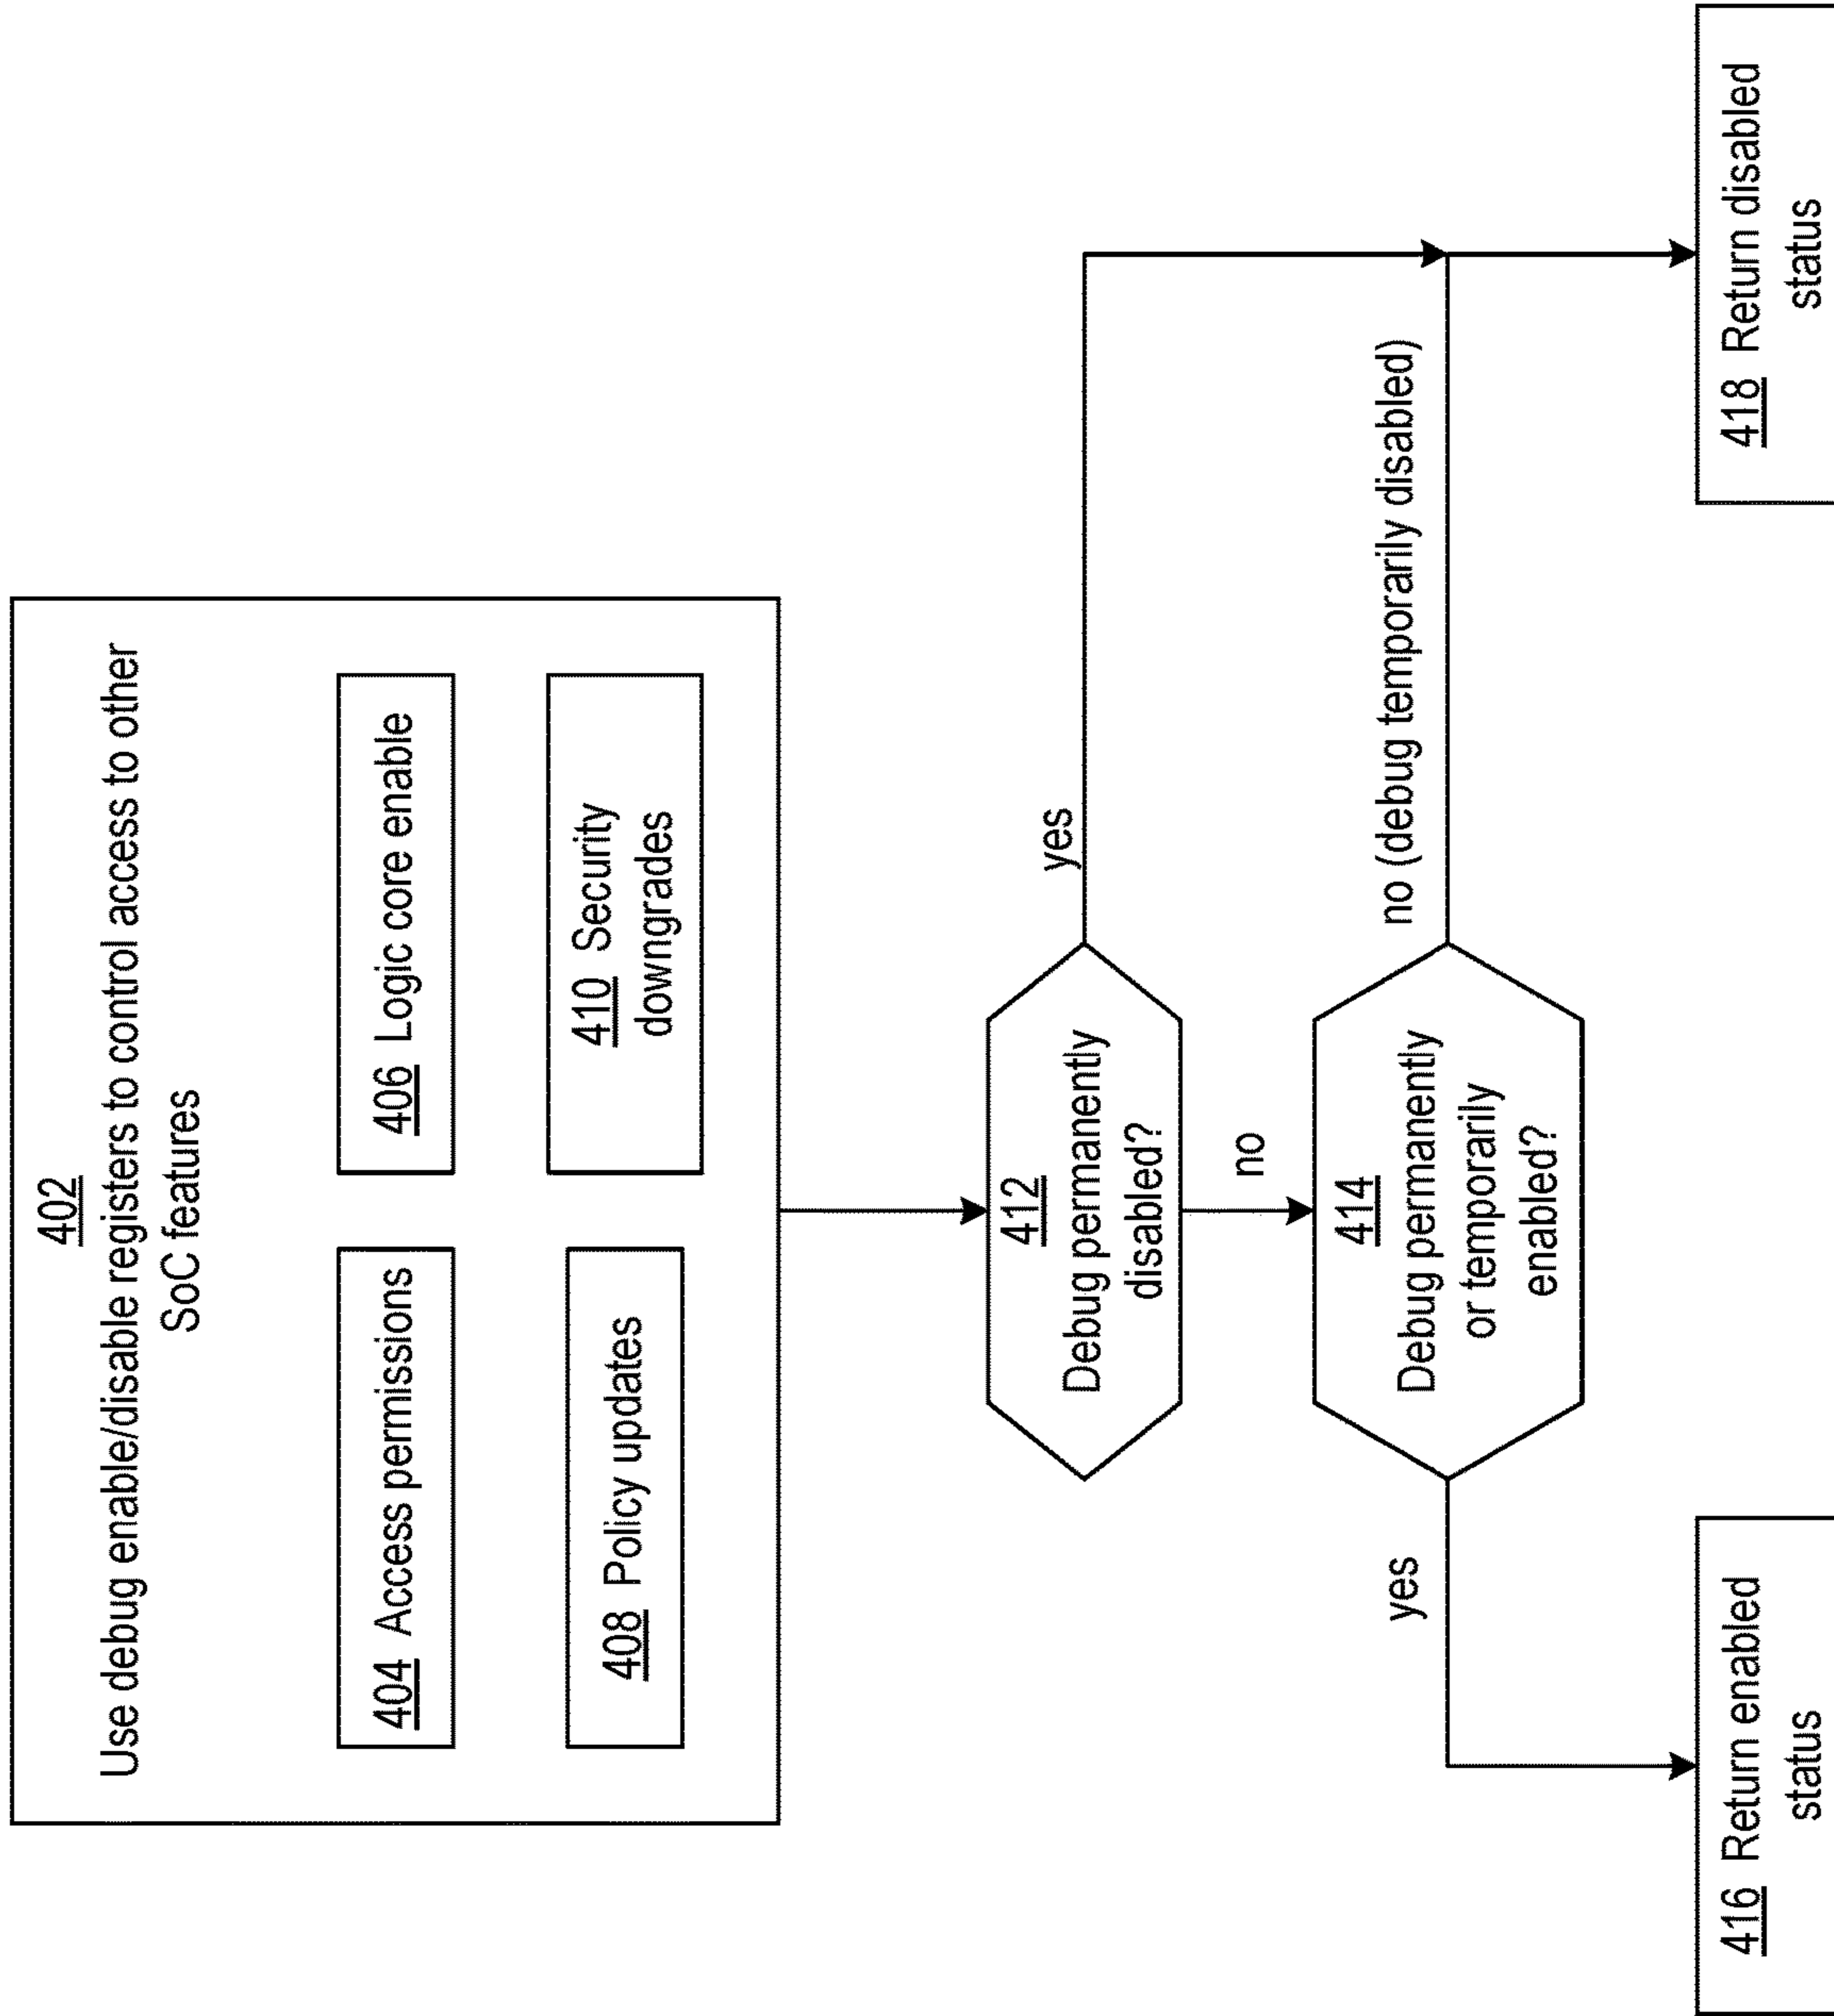 402
Use debug enable/disable registers to control access to other
SoC features
404 Access permissions
406 Logic core enable
408 Policy updates
410 Security
downgrades
412
Debug permanently
disabled?
yes
no
414
Debug permanently
or temporarily
enabled?
yes
no (debug temporarily disabled)
416 Return enabled
status
418 Return disabled
status